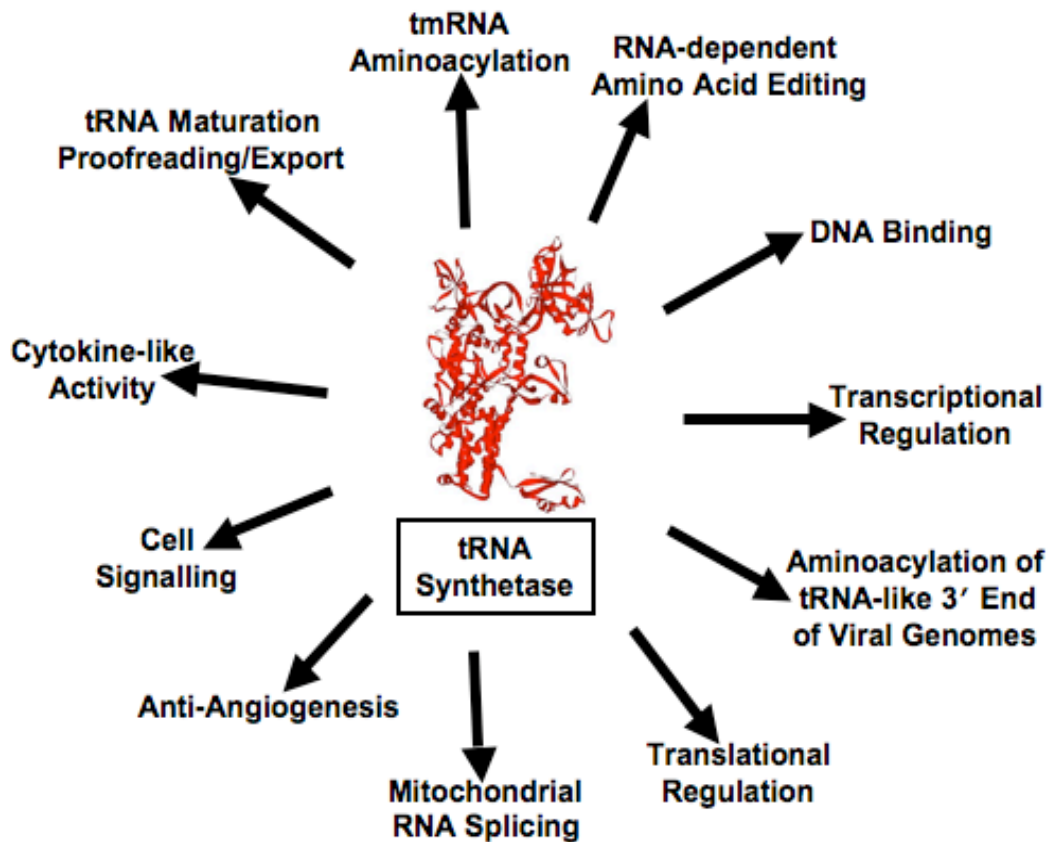 tmRNA
Aminoacylation
RNA-dependent
Amino Acid Editing
tRNA Maturation
Proofreading/Export
DNA Binding
Cytokine-like
Activity
Transcriptional
Regulation
Cell
Signalling
tRNA
Synthetase
Aminoacylation of
tRNA-like 3′ End
of Viral Genomes
Anti-Angiogenesis
Mitochondrial
RNA Splicing
Translational
Regulation